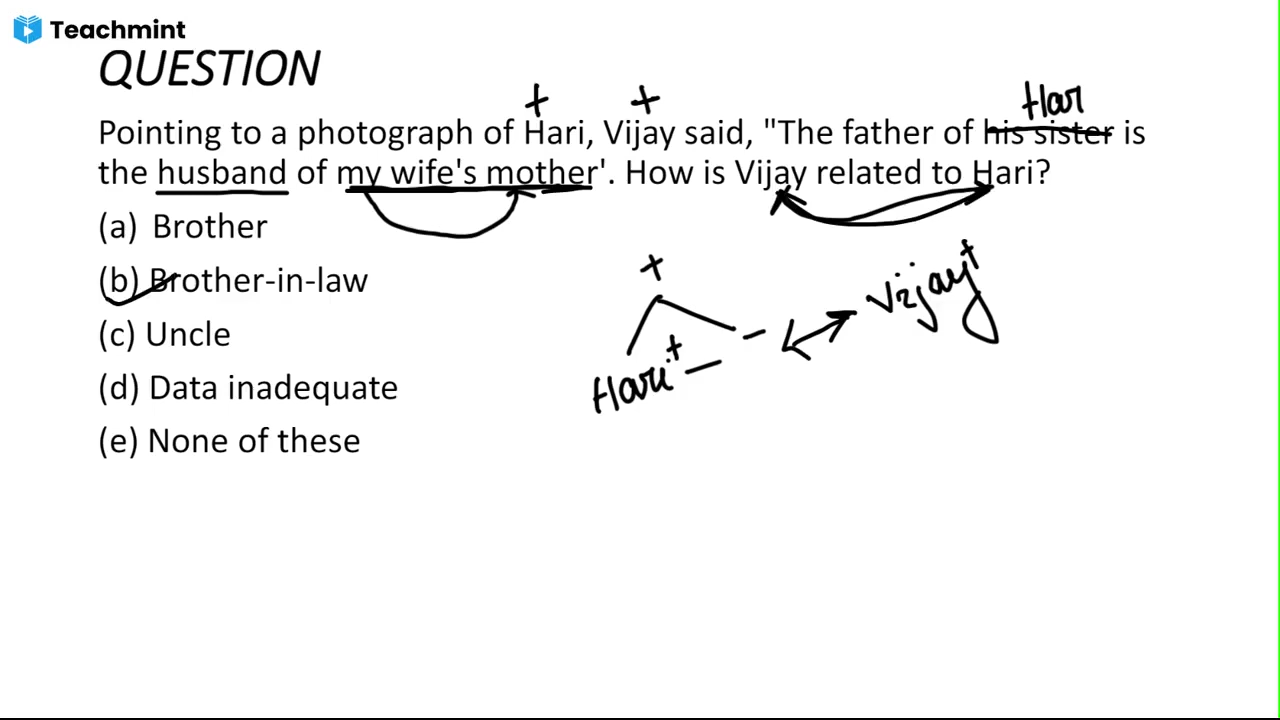 Teachmint
QUESTION
+ + Har
Pointing to a photograph of Hari, Vijay said, "The father of his sister is
the husband of my wife's mother'. How is Vijay related to Hari?
(a) Brother
(b) Brother-in-law
(c) Uncle
(d) Data inadequate
(e) None of these
+
Vijay+
Hari+ — –